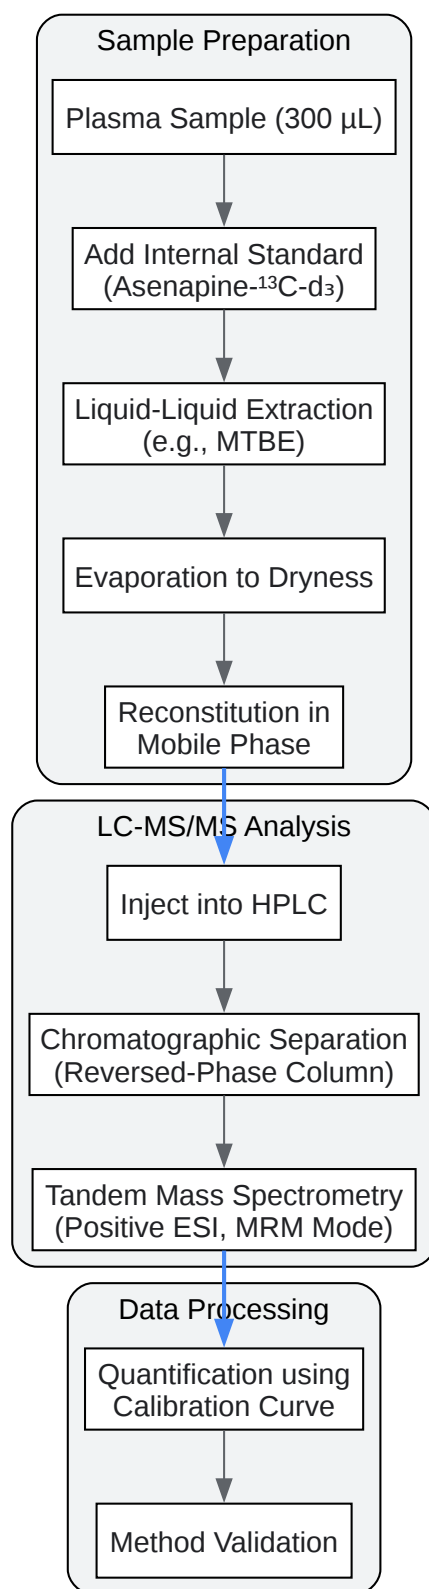 Sample Preparation
Plasma Sample (300 µL)
Add Internal Standard
(Asenapine-¹³C-d₃)
Liquid-Liquid Extraction
(e.g., MTBE)
Evaporation to Dryness
Reconstitution in
Mobile Phase
LC-MS/MS Analysis
Inject into HPLC
Chromatographic Separation
(Reversed-Phase Column)
Tandem Mass Spectrometry
(Positive ESI, MRM Mode)
Data Processing
Quantification using
Calibration Curve
Method Validation